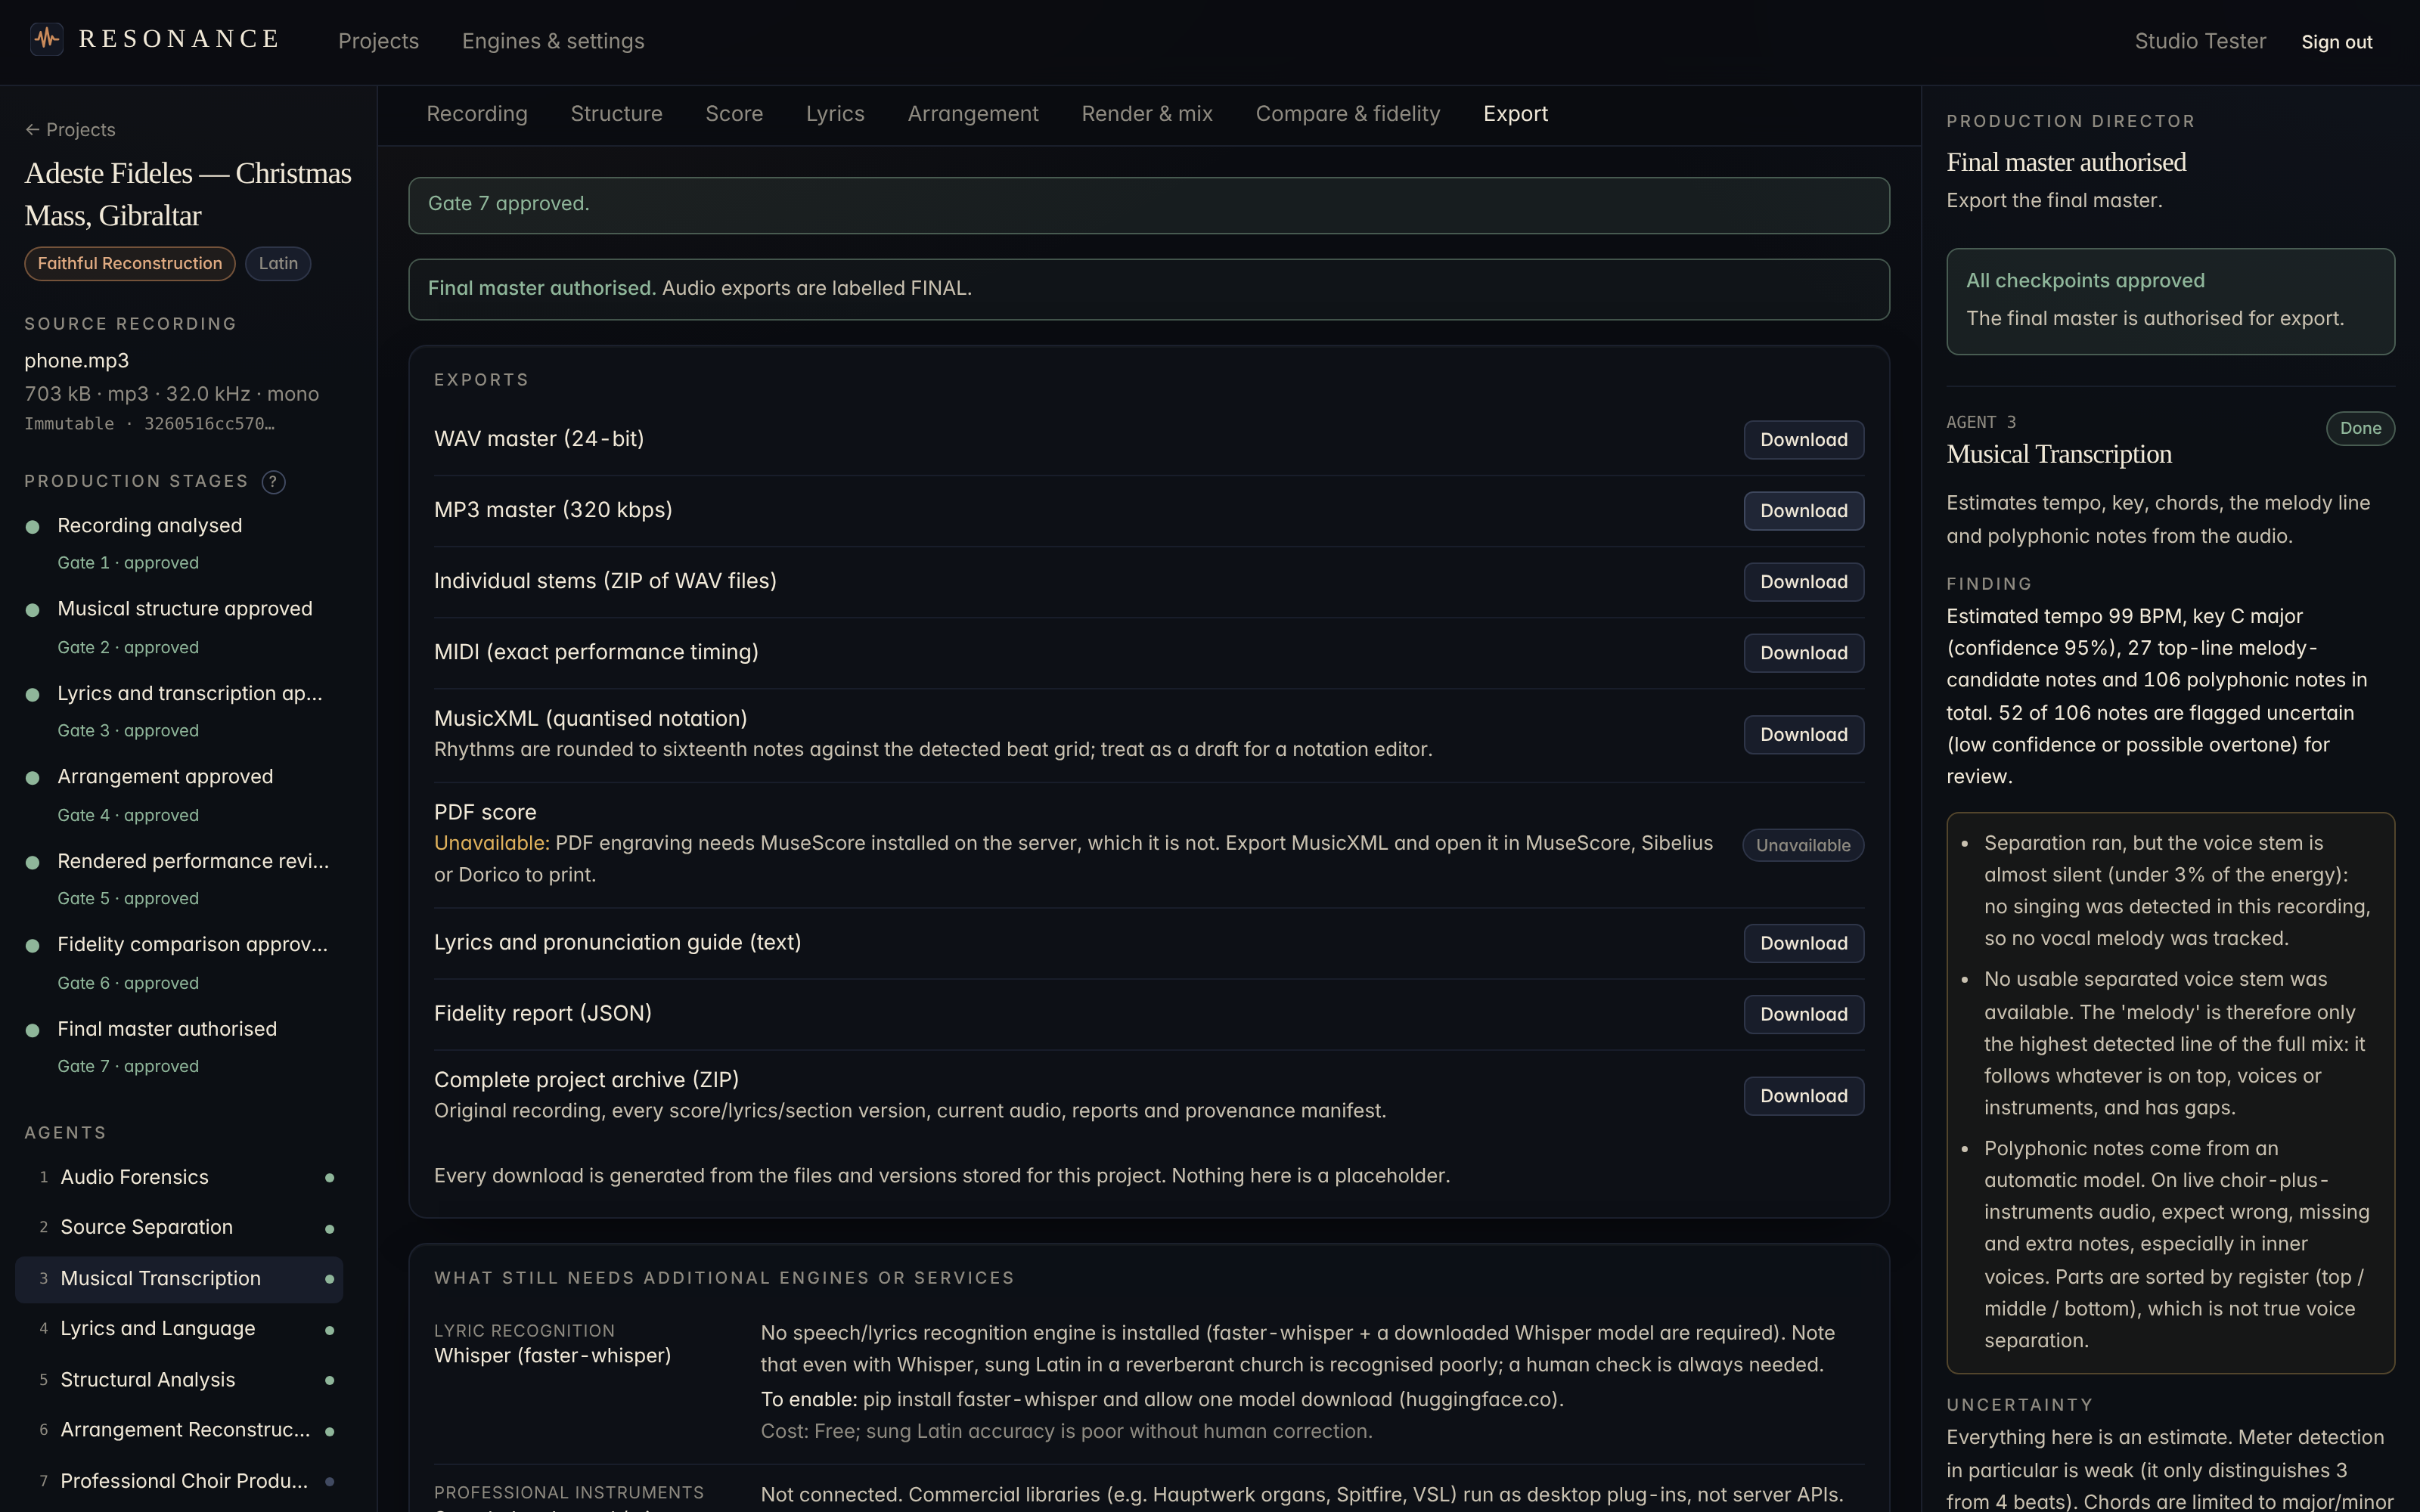 RESONANCE
Projects
Engines & settings
Studio Tester
Sign out
← Projects
Adeste Fideles — Christmas
Mass, Gibraltar
Faithful Reconstruction
Latin
SOURCE RECORDING
phone.mp3
703 kB · mp3 · 32.0 kHz · mono
Immutable · 3260516cc570…
PRODUCTION STAGES ?
Recording analysed
Gate 1 · approved
Musical structure approved
Gate 2 · approved
Lyrics and transcription ap…
Gate 3 · approved
Arrangement approved
Gate 4 · approved
Rendered performance revi…
Gate 5 · approved
Fidelity comparison approv…
Gate 6 · approved
Final master authorised
Gate 7 · approved
AGENTS
1 Audio Forensics
2 Source Separation
3 Musical Transcription
4 Lyrics and Language
5 Structural Analysis
6 Arrangement Reconstruc…
7 Professional Choir Produ…
Recording
Structure
Score
Lyrics
Arrangement
Render & mix
Compare & fidelity
Export
Gate 7 approved.
Final master authorised. Audio exports are labelled FINAL.
EXPORTS
WAV master (24-bit)
Download
MP3 master (320 kbps)
Download
Individual stems (ZIP of WAV files)
Download
MIDI (exact performance timing)
Download
MusicXML (quantised notation)
Rhythms are rounded to sixteenth notes against the detected beat grid; treat as a draft for a notation editor.
Download
PDF score
Unavailable: PDF engraving needs MuseScore installed on the server, which it is not. Export MusicXML and open it in MuseScore, Sibelius
or Dorico to print.
Unavailable
Lyrics and pronunciation guide (text)
Download
Fidelity report (JSON)
Download
Complete project archive (ZIP)
Original recording, every score/lyrics/section version, current audio, reports and provenance manifest.
Download
Every download is generated from the files and versions stored for this project. Nothing here is a placeholder.
WHAT STILL NEEDS ADDITIONAL ENGINES OR SERVICES
LYRIC RECOGNITION
Whisper (faster-whisper)
No speech/lyrics recognition engine is installed (faster-whisper + a downloaded Whisper model are required). Note
that even with Whisper, sung Latin in a reverberant church is recognised poorly; a human check is always needed.
To enable: pip install faster-whisper and allow one model download (huggingface.co).
Cost: Free; sung Latin accuracy is poor without human correction.
PROFESSIONAL INSTRUMENTS
Not connected. Commercial libraries (e.g. Hauptwerk organs, Spitfire, VSL) run as desktop plug-ins, not server APIs.
PRODUCTION DIRECTOR
Final master authorised
Export the final master.
All checkpoints approved
The final master is authorised for export.
AGENT 3
Musical Transcription
Done
Estimates tempo, key, chords, the melody line
and polyphonic notes from the audio.
FINDING
Estimated tempo 99 BPM, key C major
(confidence 95%), 27 top-line melody-
candidate notes and 106 polyphonic notes in
total. 52 of 106 notes are flagged uncertain
(low confidence or possible overtone) for
review.
• Separation ran, but the voice stem is
almost silent (under 3% of the energy):
no singing was detected in this recording,
so no vocal melody was tracked.
• No usable separated voice stem was
available. The 'melody' is therefore only
the highest detected line of the full mix: it
follows whatever is on top, voices or
instruments, and has gaps.
• Polyphonic notes come from an
automatic model. On live choir-plus-
instruments audio, expect wrong, missing
and extra notes, especially in inner
voices. Parts are sorted by register (top /
middle / bottom), which is not true voice
separation.
UNCERTAINTY
Everything here is an estimate. Meter detection
in particular is weak (it only distinguishes 3
from 4 beats). Chords are limited to major/minor